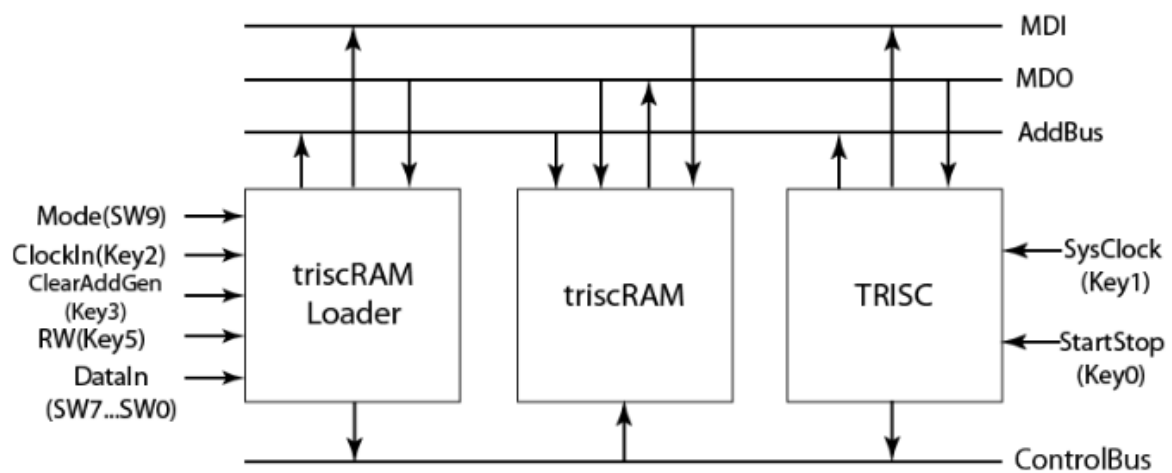 MDI
MDO
AddBus
Mode(SW9)
ClockIn(Key2)
ClearAddGen
(Key3)
RW(Key5)
DataIn
(SW7...SW0)
triscRAM
Loader
triscRAM
TRISC
SysClock
(Key1)
StartStop
(Key0)
ControlBus